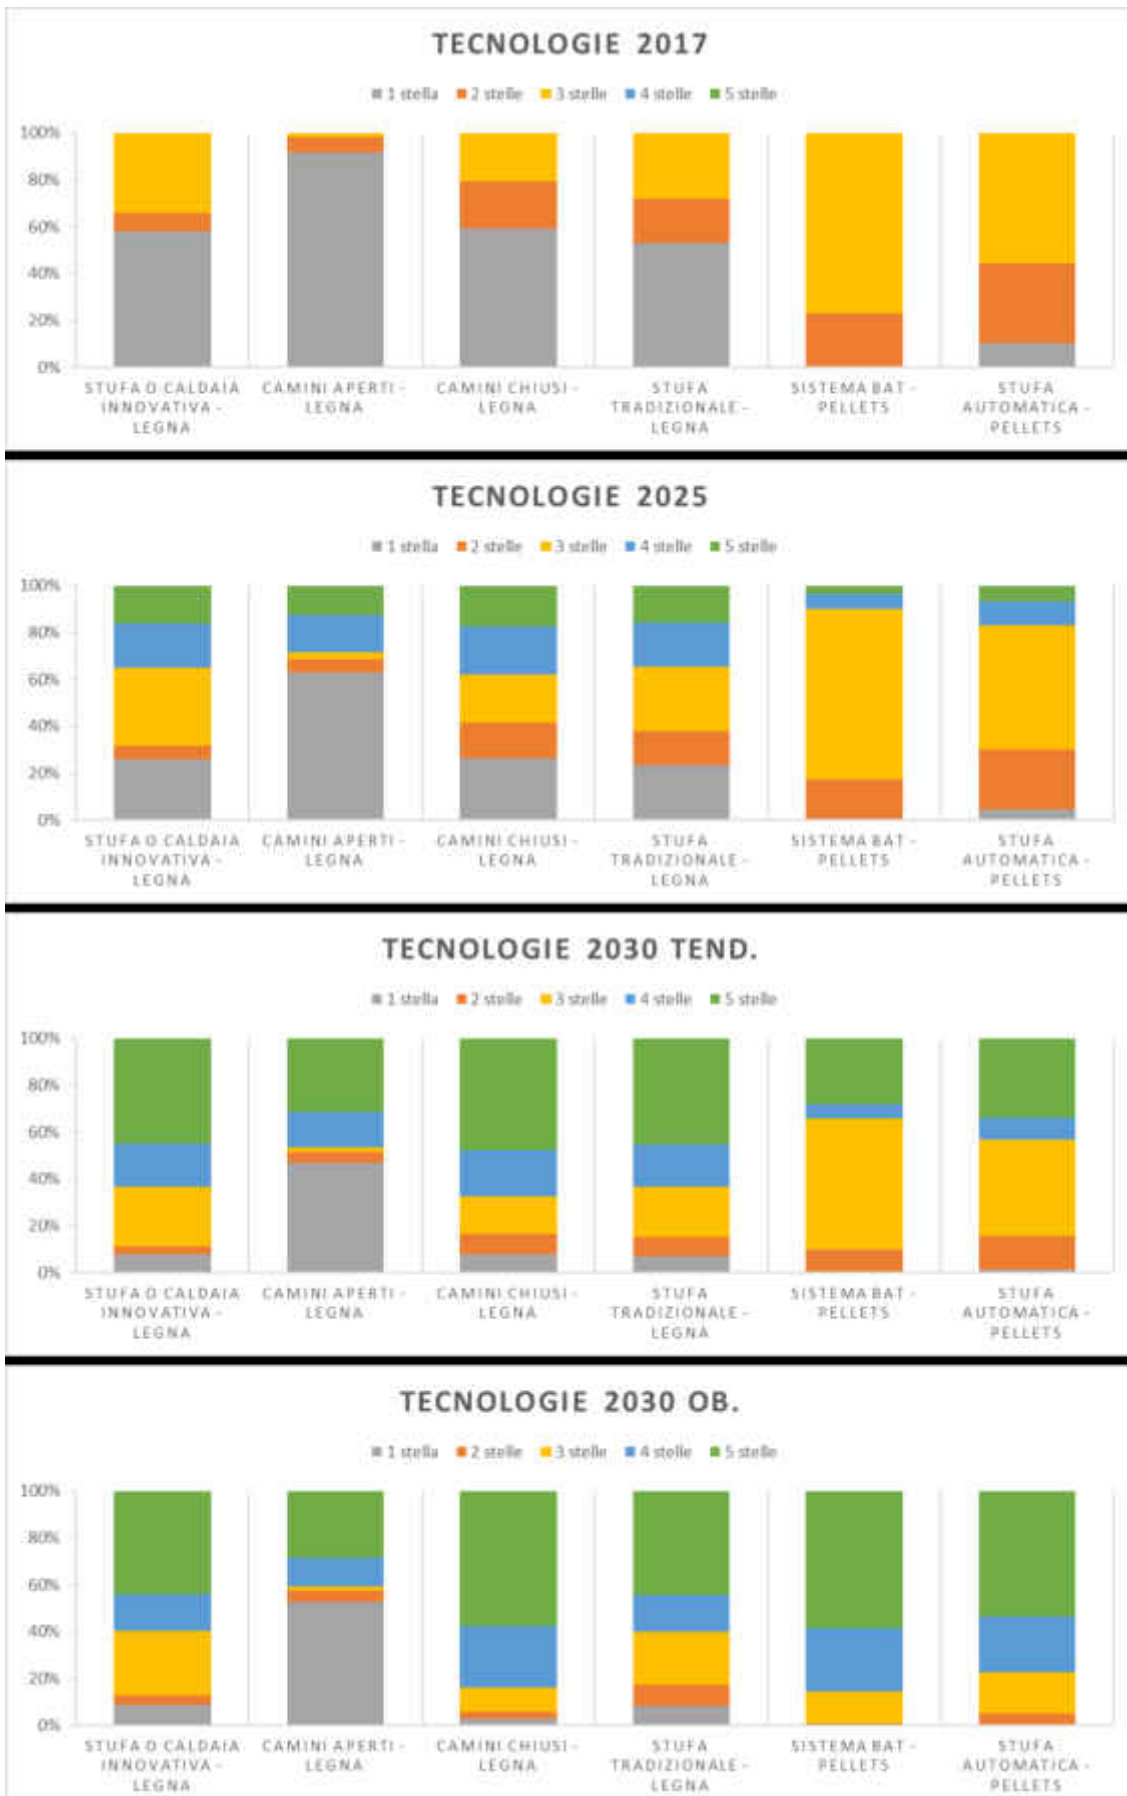 TECNOLOGIE 2017
1 stella 2 stelle 3 stelle 4 stelle 5 stelle
100%
80%
60%
40%
20%
0%
STUFA O CALDAIA INNOVATIVA - LEGNA
CAMINI APERTI - LEGNA
CAMINI CHIUSI - LEGNA
STUFA TRADIZIONALE - LEGNA
SISTEMA BAT - PELLETS
STUFA AUTOMATICA - PELLETS
TECNOLOGIE 2025
1 stella 2 stelle 3 stelle 4 stelle 5 stelle
100%
80%
60%
40%
20%
0%
STUFA O CALDAIA INNOVATIVA - LEGNA
CAMINI APERTI - LEGNA
CAMINI CHIUSI - LEGNA
STUFA TRADIZIONALE - LEGNA
SISTEMA BAT - PELLETS
STUFA AUTOMATICA - PELLETS
TECNOLOGIE 2030 TEND.
1 stella 2 stelle 3 stelle 4 stelle 5 stelle
100%
80%
60%
40%
20%
0%
STUFA O CALDAIA INNOVATIVA - LEGNA
CAMINI APERTI - LEGNA
CAMINI CHIUSI - LEGNA
STUFA TRADIZIONALE - LEGNA
SISTEMA BAT - PELLETS
STUFA AUTOMATICA - PELLETS
TECNOLOGIE 2030 OB.
1 stella 2 stelle 3 stelle 4 stelle 5 stelle
100%
80%
60%
40%
20%
0%
STUFA O CALDAIA INNOVATIVA - LEGNA
CAMINI APERTI - LEGNA
CAMINI CHIUSI - LEGNA
STUFA TRADIZIONALE - LEGNA
SISTEMA BAT - PELLETS
STUFA AUTOMATICA - PELLETS